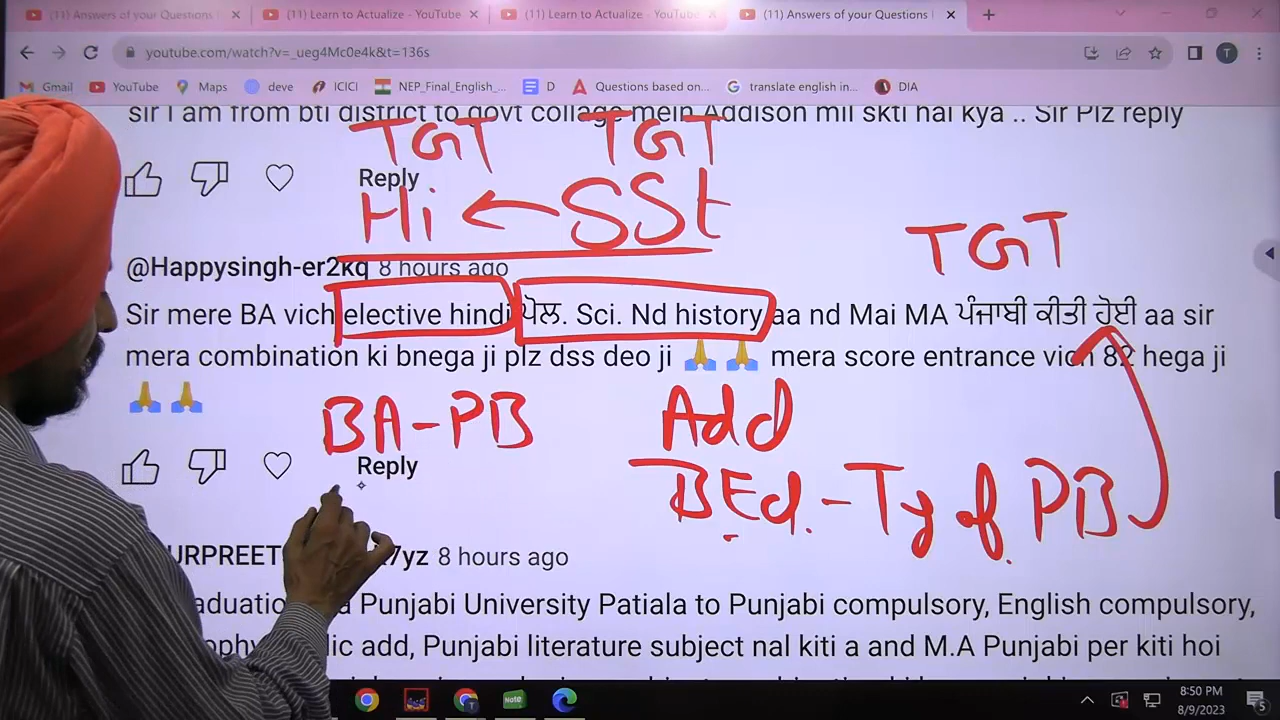 (11) Answers of your Questions
(11) Learn to Actualize - YouTube
(11) Learn to Actualize - YouTube
(11) Answers of your Questions
youtube.com/watch?v=_ueg4Mc0e4k&t=136s
Gmail YouTube Maps deve ICICI NEP_Final_English_... D Questions based on... translate english in... DIA
sir I am from bti district to govt collage mein Addison mil skti hai kya .. Sir Plz reply
TGT TGT
Reply
Hi ← SSt
TGT
@Happysingh-er2kq 8 hours ago
Sir mere BA vich elective hindi ਪੋਲ. Sci. Nd history aa nd Mai MA ਪੰਜਾਬੀ ਕੀਤੀ ਹੋਈ aa sir
mera combination ki bnega ji plz dss deo ji 🙏 🙏 mera score entrance vich 82 hega ji
🙏 🙏
BA-PB Add
Reply
BEd.-Ty of PB
URPREET 7yz 8 hours ago
Punjabi University Patiala to Punjabi compulsory, English compulsory,
add, Punjabi literature subject nal kiti a and M.A Punjabi per kiti hoi
Note
8:50 PM
8/9/2023
5